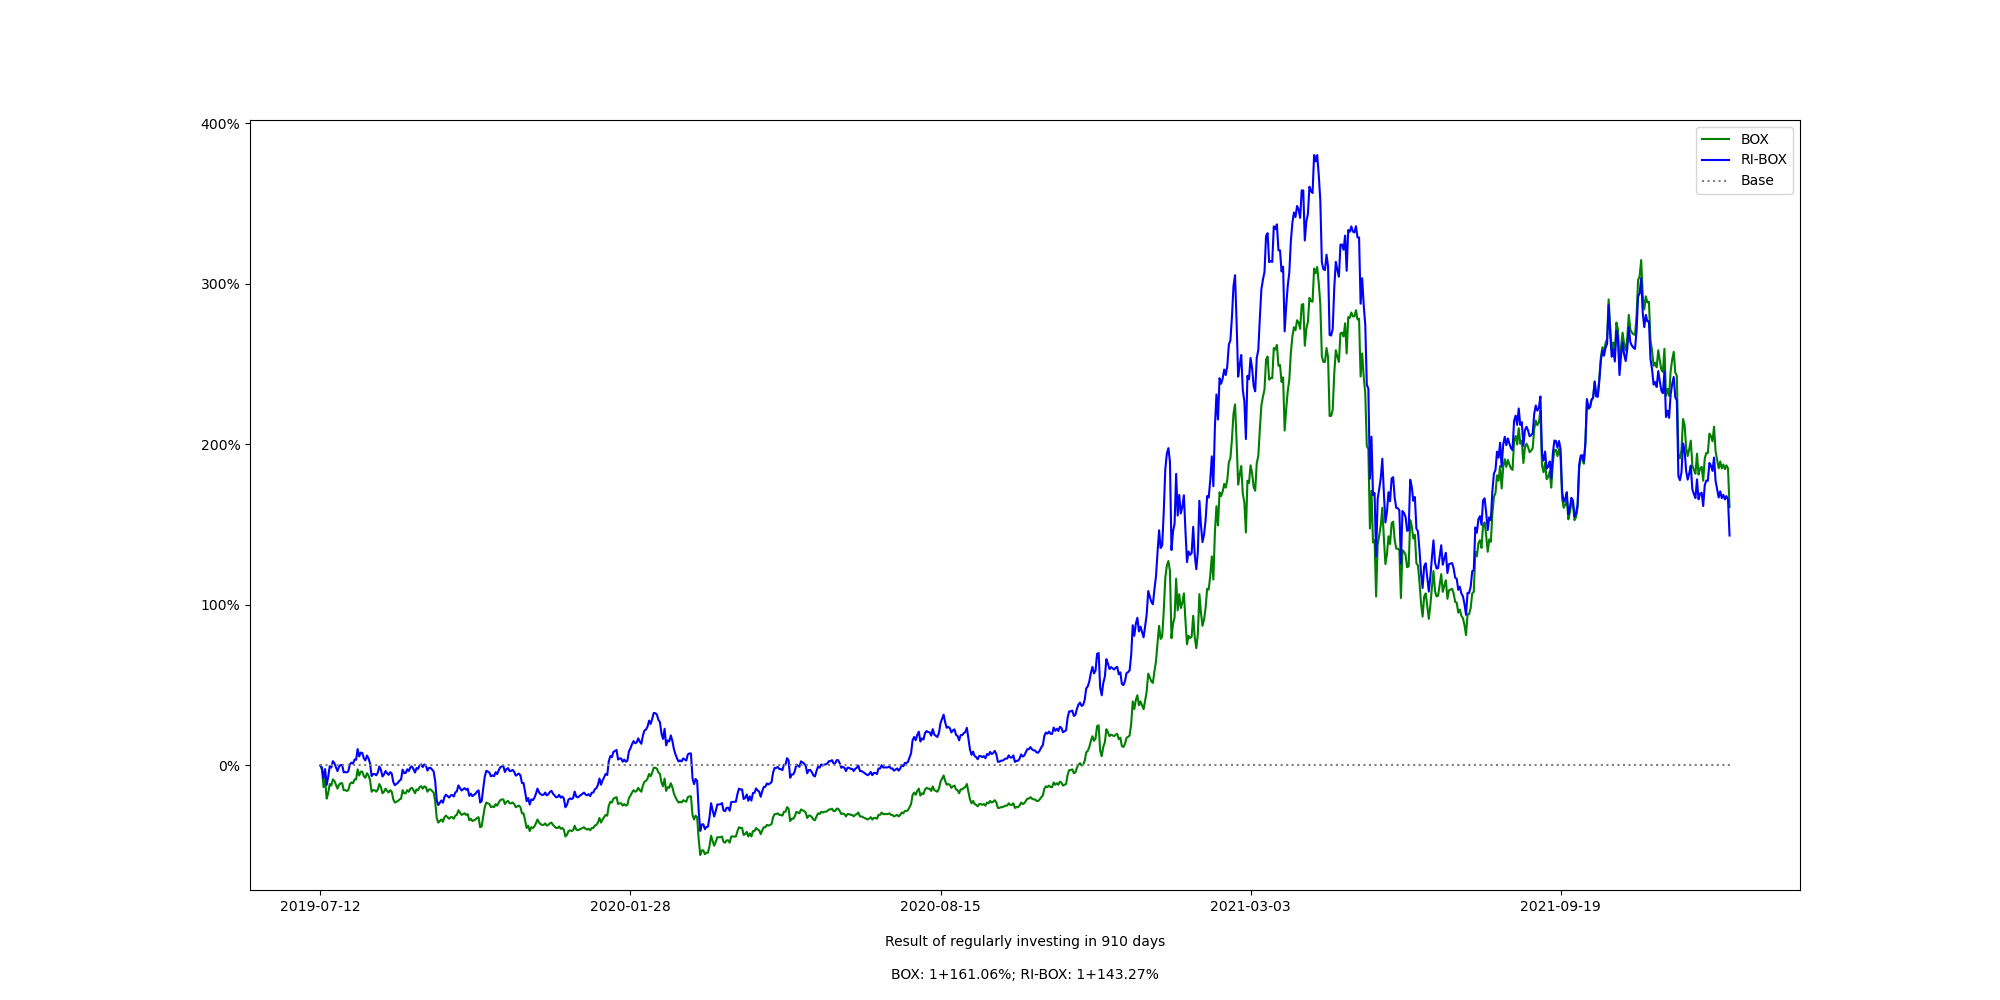 400%
300%
200%
100%
0%
BOX
RI-BOX
Base
2019-07-12
2020-01-28
2020-08-15
2021-03-03
2021-09-19
Result of regularly investing in 910 days
BOX: 1+161.06%; RI-BOX: 1+143.27%